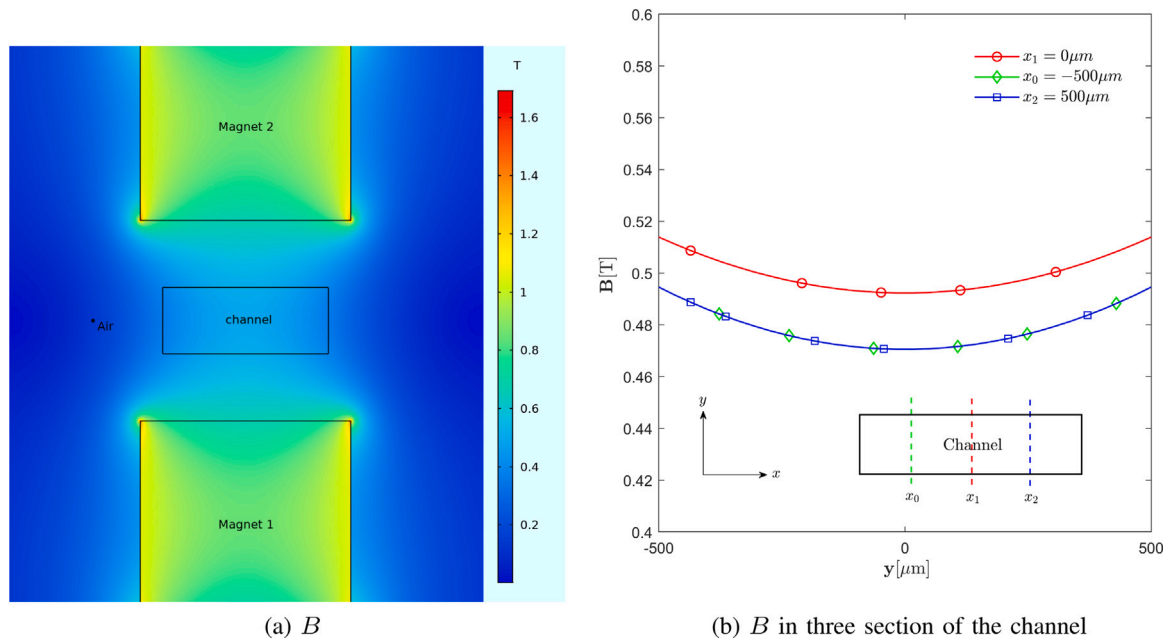 T
1.6
1.4
1.2
1
0.8
0.6
0.4
0.2
Magnet 2
channel
Air
Magnet 1
(a) B
0.6
0.58
0.56
0.54
0.52
0.5
0.48
0.46
0.44
0.42
0.4
B[T]
x₁ = 0μm
x₀ = −500μm
x₂ = 500μm
y
Channel
x
x₀ x₁ x₂
-500 0 500
y[μm]
(b) B in three section of the channel